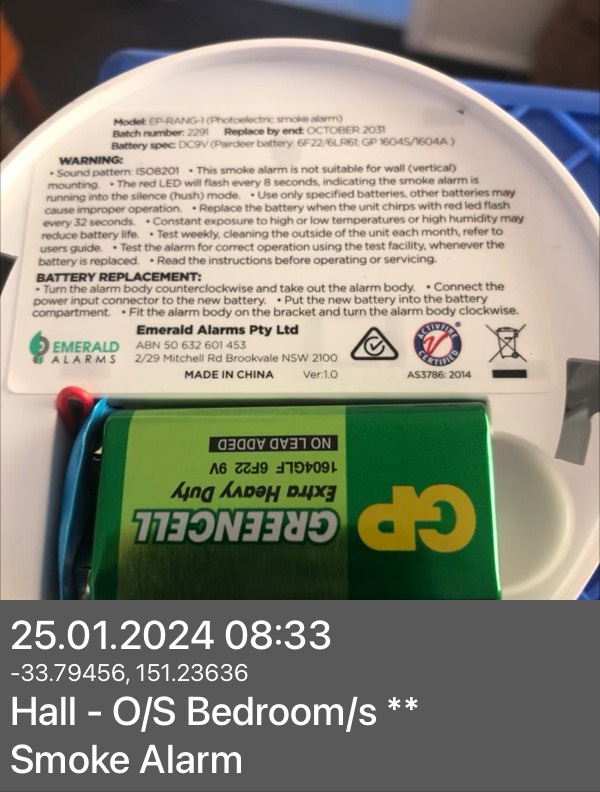 Model: EP-RANG-1 (Photoelectric smoke alarm)
Batch number: 2291 Replace by end: OCTOBER 2031
Battery spec: DC9V (Pairdeer battery: 6F22/6LR61; GP 1604S/1604A )
WARNING:
• Sound pattern: ISO8201 • This smoke alarm is not suitable for wall (vertical)
mounting. • The red LED will flash every 8 seconds, indicating the smoke alarm is
running into the silence (hush) mode. • Use only specified batteries, other batteries may
cause improper operation. • Replace the battery when the unit chirps with red led flash
every 32 seconds. • Constant exposure to high or low temperatures or high humidity may
reduce battery life. • Test weekly, cleaning the outside of the unit each month, refer to
users guide. • Test the alarm for correct operation using the test facility, whenever the
battery is replaced. • Read the instructions before operating or servicing.
BATTERY REPLACEMENT:
• Turn the alarm body counterclockwise and take out the alarm body. • Connect the
power input connector to the new battery. • Put the new battery into the battery
compartment. • Fit the alarm body on the bracket and turn the alarm body clockwise.
EMERALD
ALARMS
Emerald Alarms Pty Ltd
ABN 50 632 601 453
2/29 Mitchell Rd Brookvale NSW 2100
MADE IN CHINA Ver:1.0
ACTIVFIRE
CERTIFIED
AS3786: 2014
GP
GREENCELL
Extra Heavy Duty
1604GLF 6F22 9V
NO LEAD ADDED
25.01.2024 08:33
-33.79456, 151.23636
Hall - O/S Bedroom/s **
Smoke Alarm